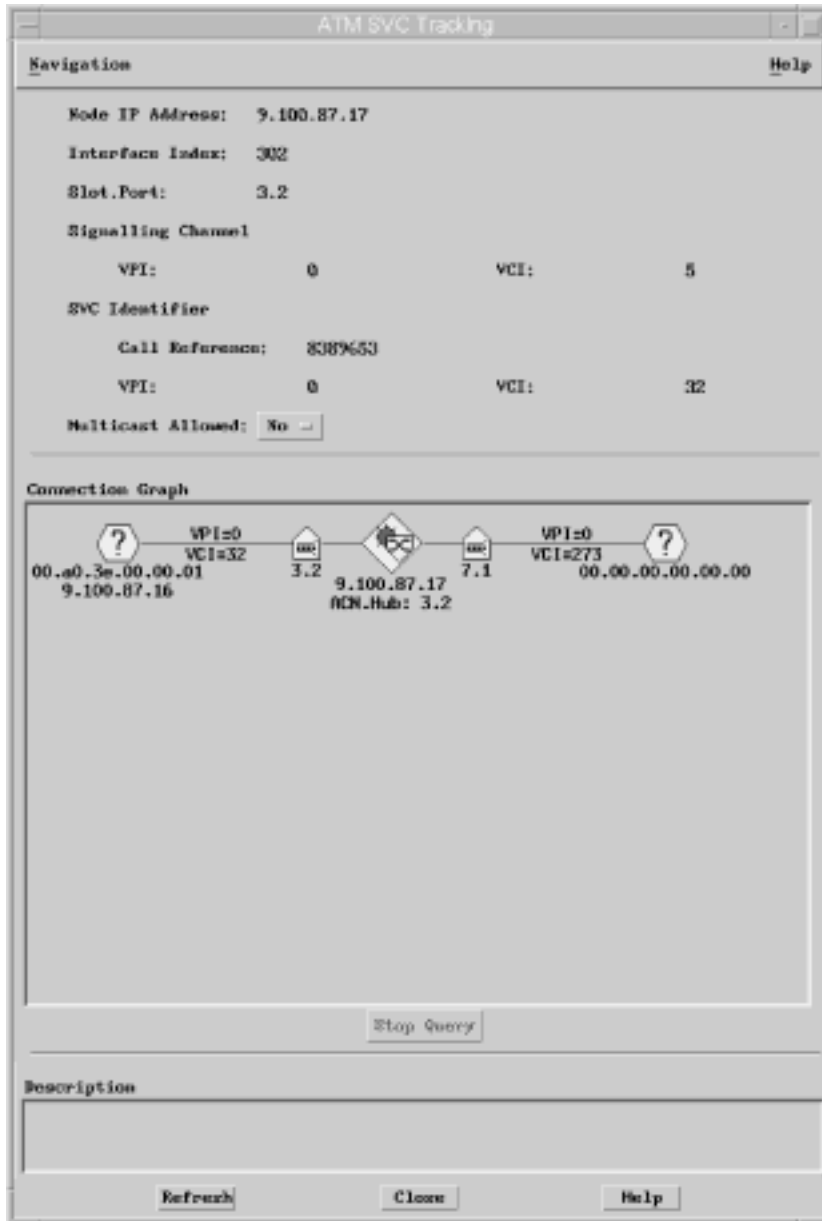 ATM SVC Tracking
Navigation Help
Node IP Address: 9.100.87.17
Interface Index: 302
Slot.Port: 3.2
Signalling Channel
VPI: 0 VCI: 5
SVC Identifier
Call Reference: 8389653
VPI: 0 VCI: 32
Multicast Allowed: No
Connection Graph
? VPI=0 VPI=0 ?
VCI=32 VCI=273
00.a0.3e.00.00.01 3.2 7.1 00.00.00.00.00.00
9.100.87.16 9.100.87.17
ACN.Hub: 3.2
Stop Query
Description
Refresh Close Help